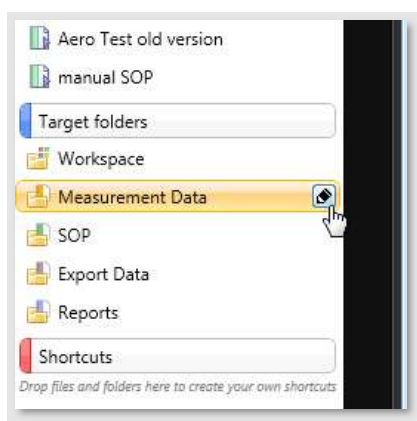 Aero Test old version
manual SOP
Target folders
Workspace
Measurement Data
SOP
Export Data
Reports
Shortcuts
Drop files and folders here to create your own shortcuts